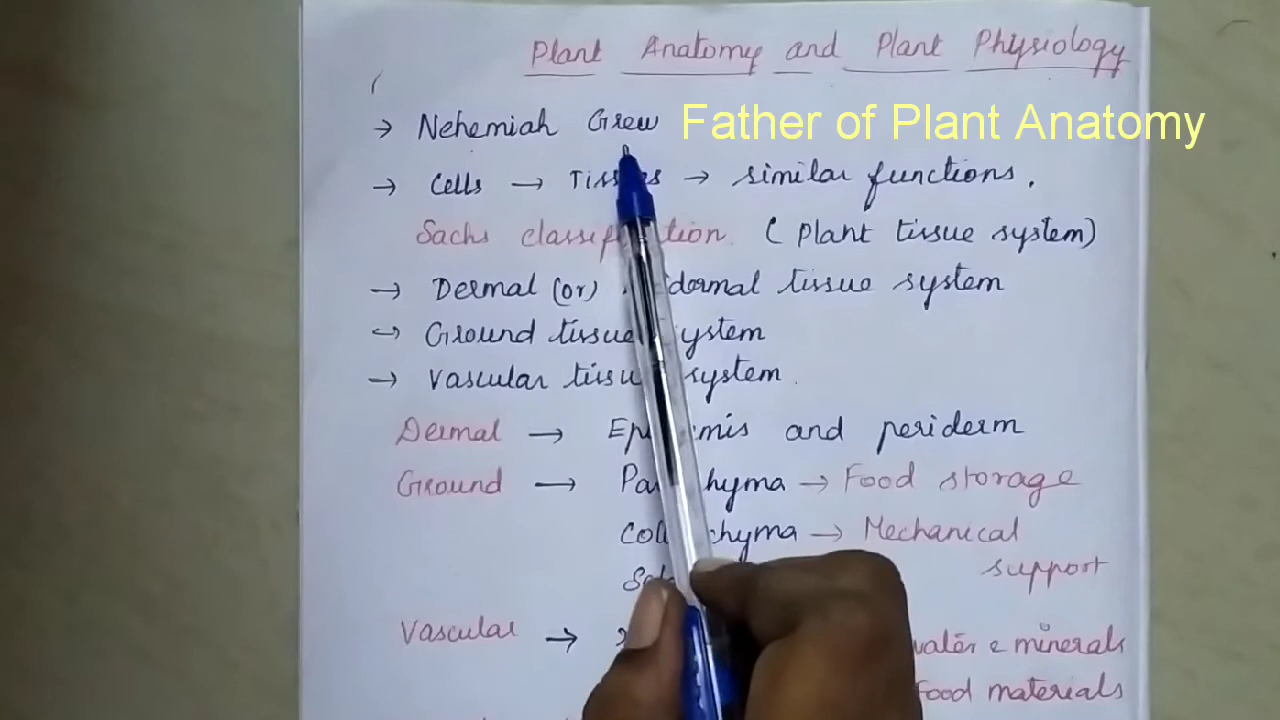 Plant Anatomy and Plant Physiology
→ Nehemiah Grew Father of Plant Anatomy
→ Cells → Tissues → similar functions.
Sachs classification (Plant tissue system)
→ Dermal (or) dermal tissue system
→ Ground tissue system
→ Vascular tissue system
Dermal → Epidermis and periderm
Ground → Parenchyma → Food storage
Collenchyma → Mechanical
support
Vascular → water & minerals
Food materials